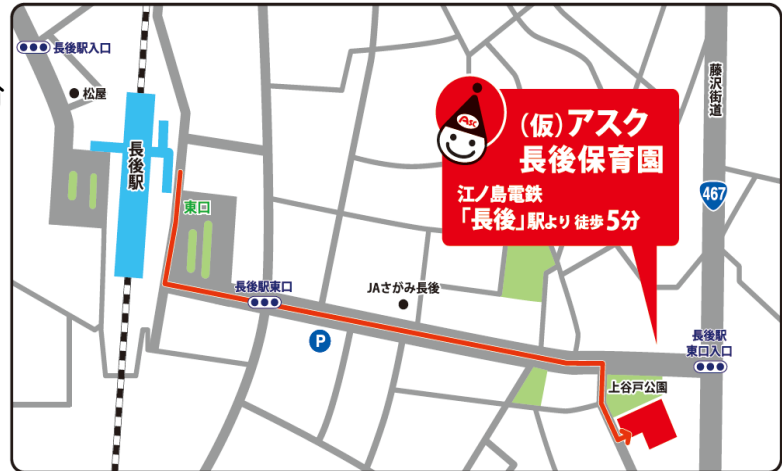 長後駅入口
松屋
長後駅
東口
長後駅東口
P
JAさがみ長後
Asc
(仮)アスク
長後保育園
江ノ島電鉄
「長後」駅より 徒歩5分
藤沢街道
467
長後駅
東口入口
上谷戸公園